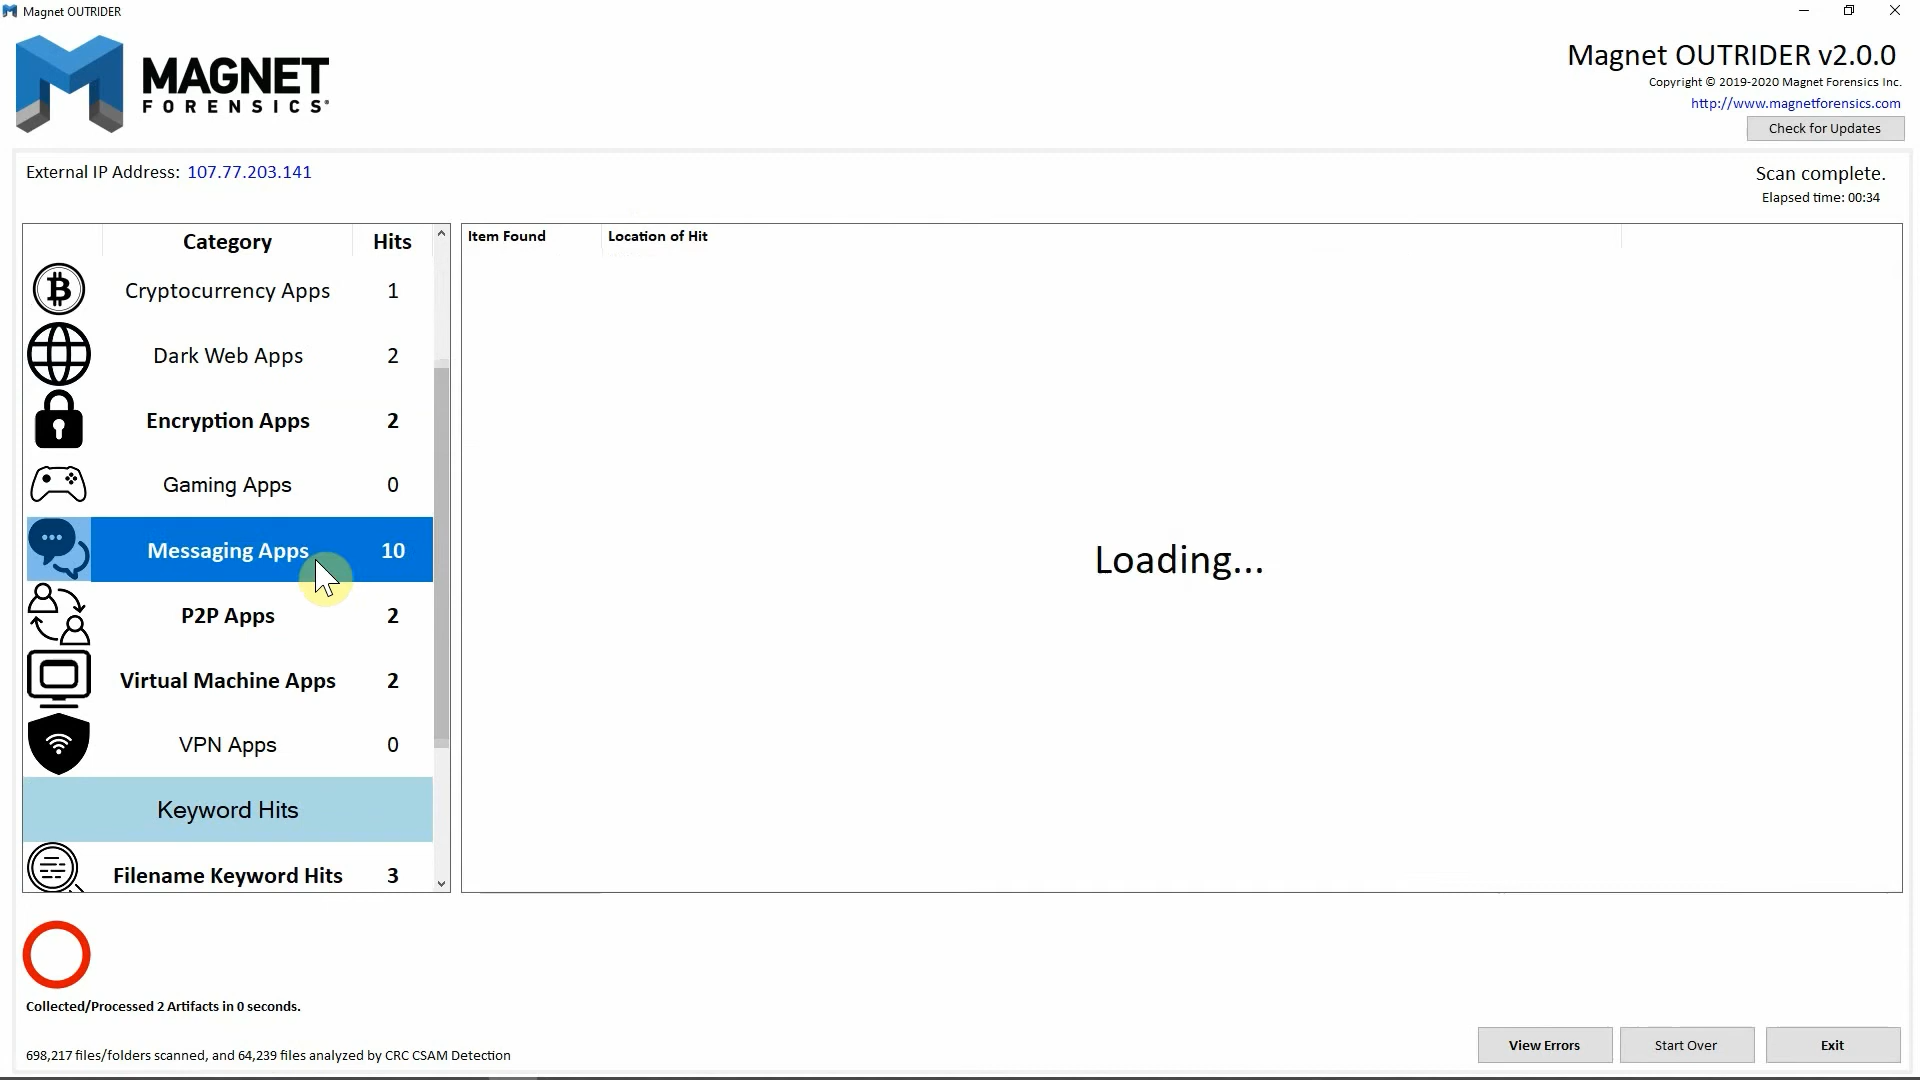 Magnet OUTRIDER
MAGNET
FORENSICS®
Magnet OUTRIDER v2.0.0
Copyright © 2019-2020 Magnet Forensics Inc.
http://www.magnetforensics.com
Check for Updates
External IP Address: 107.77.203.141
Scan complete.
Elapsed time: 00:34
Category Hits
Cryptocurrency Apps 1
Dark Web Apps 2
Encryption Apps 2
Gaming Apps 0
Messaging Apps 10
P2P Apps 2
Virtual Machine Apps 2
VPN Apps 0
Keyword Hits
Filename Keyword Hits 3
Item Found Location of Hit
Loading...
Collected/Processed 2 Artifacts in 0 seconds.
698,217 files/folders scanned, and 64,239 files analyzed by CRC CSAM Detection
View Errors Start Over Exit